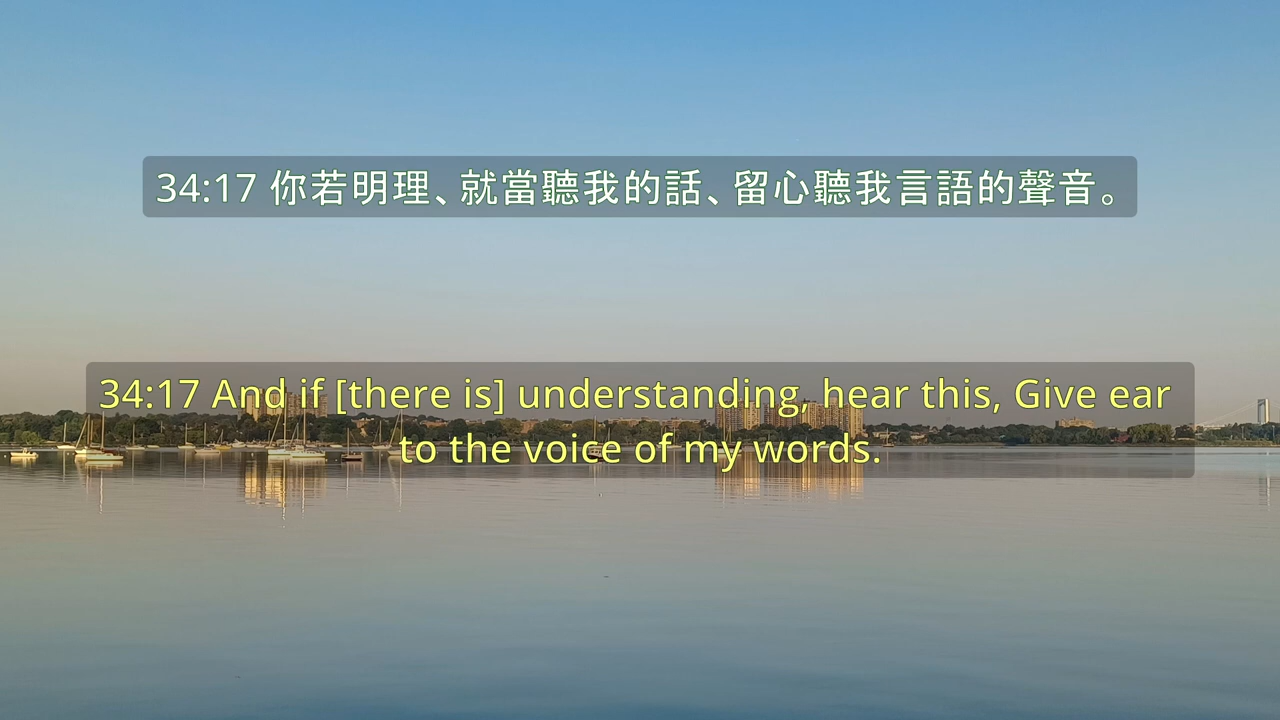 34:17 你若明理、就當聽我的話、留心聽我言語的聲音。
34:17 And if [there is] understanding, hear this, Give ear
to the voice of my words.